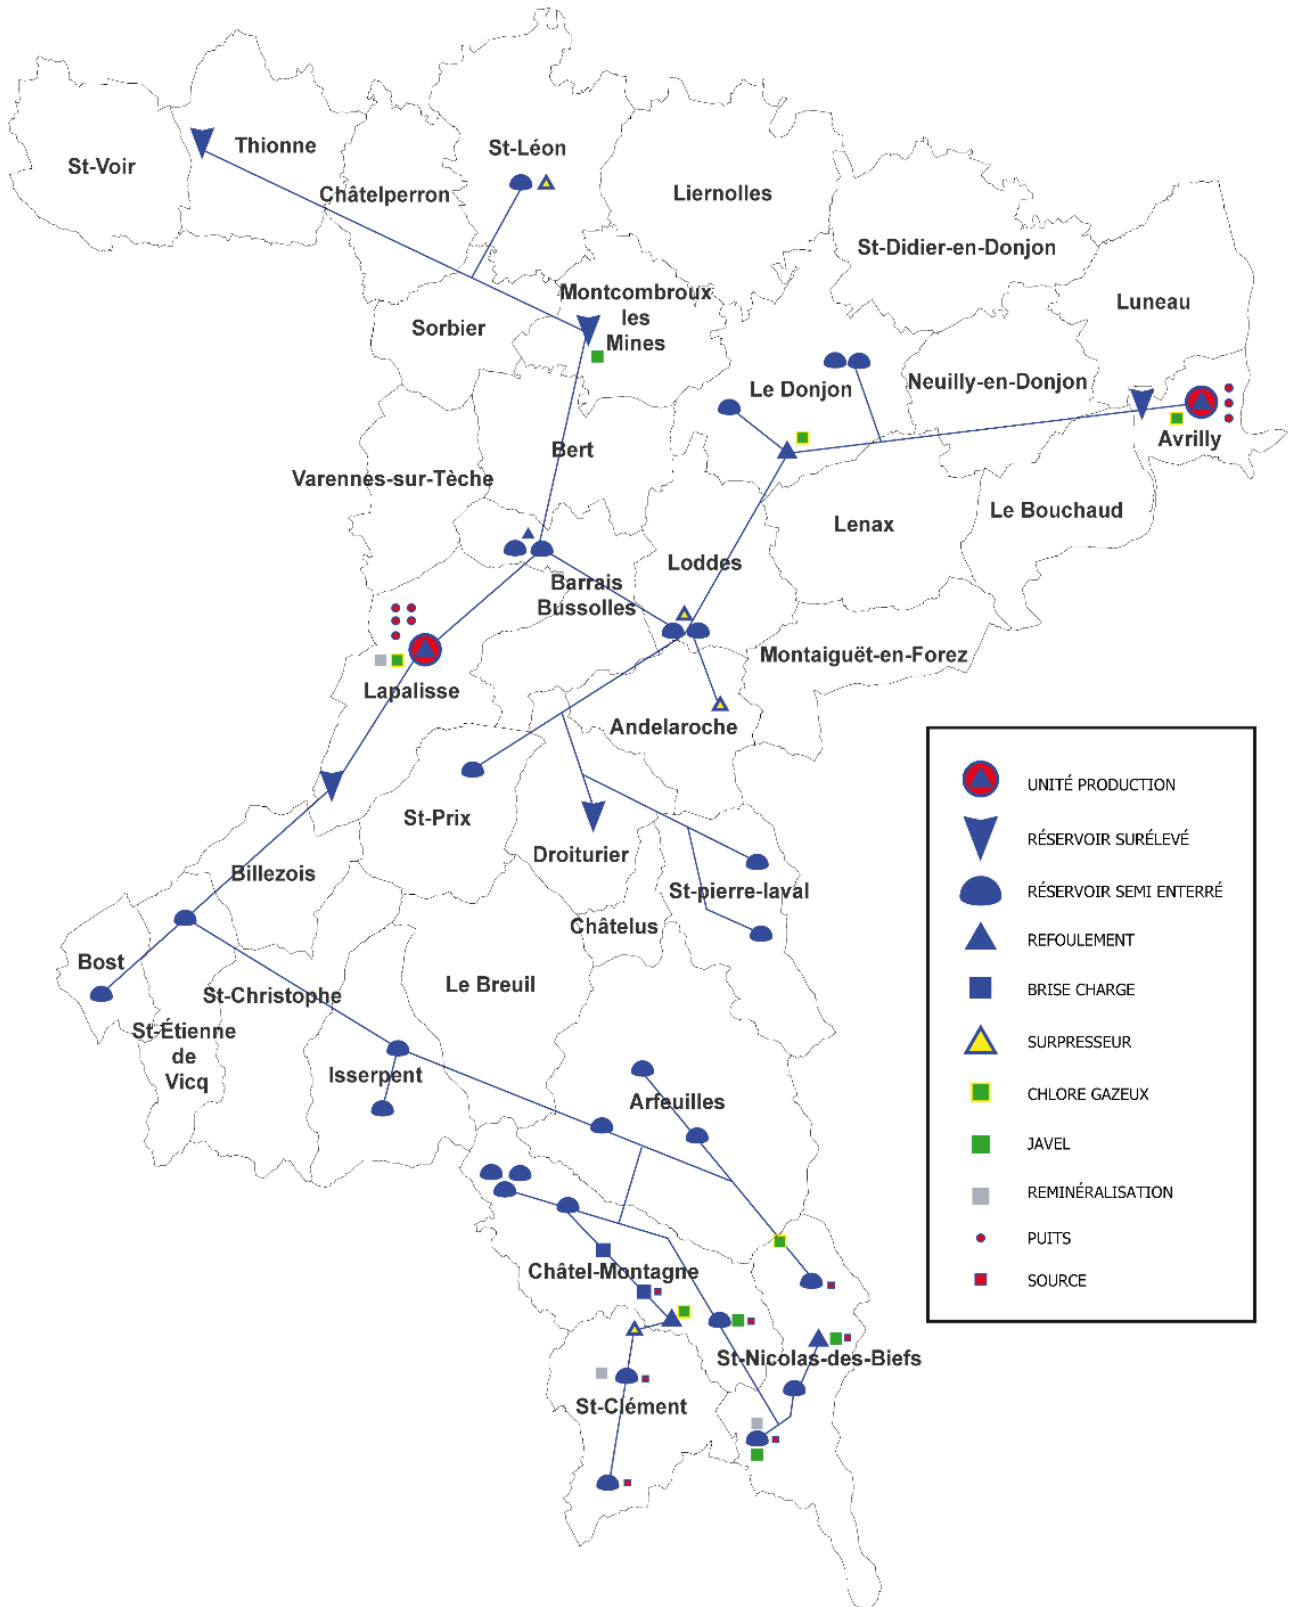 St-Voir
Thionne
Châtelperron
St-Léon
Liernolles
St-Didier-en-Donjon
Luneau
Sorbier
Montcombroux
les
Mines
Le Donjon
Neuilly-en-Donjon
Avrilly
Bert
Varennes-sur-Tèche
Lenax
Le Bouchaud
Loddes
Barrais
Bussolles
Montaiguët-en-Forez
Lapalisse
Andelaroche
St-Prix
Droiturier
Billezois
St-pierre-laval
Châtelus
Bost
St-Christophe
Le Breuil
St-Étienne
de
Vicq
Isserpent
Arfeuilles
Châtel-Montagne
St-Nicolas-des-Biefs
St-Clément
UNITÉ PRODUCTION
RÉSERVOIR SURÉLEVÉ
RÉSERVOIR SEMI ENTERRÉ
REFOULEMENT
BRISE CHARGE
SURPRESSEUR
CHLORE GAZEUX
JAVEL
REMINÉRALISATION
PUITS
SOURCE